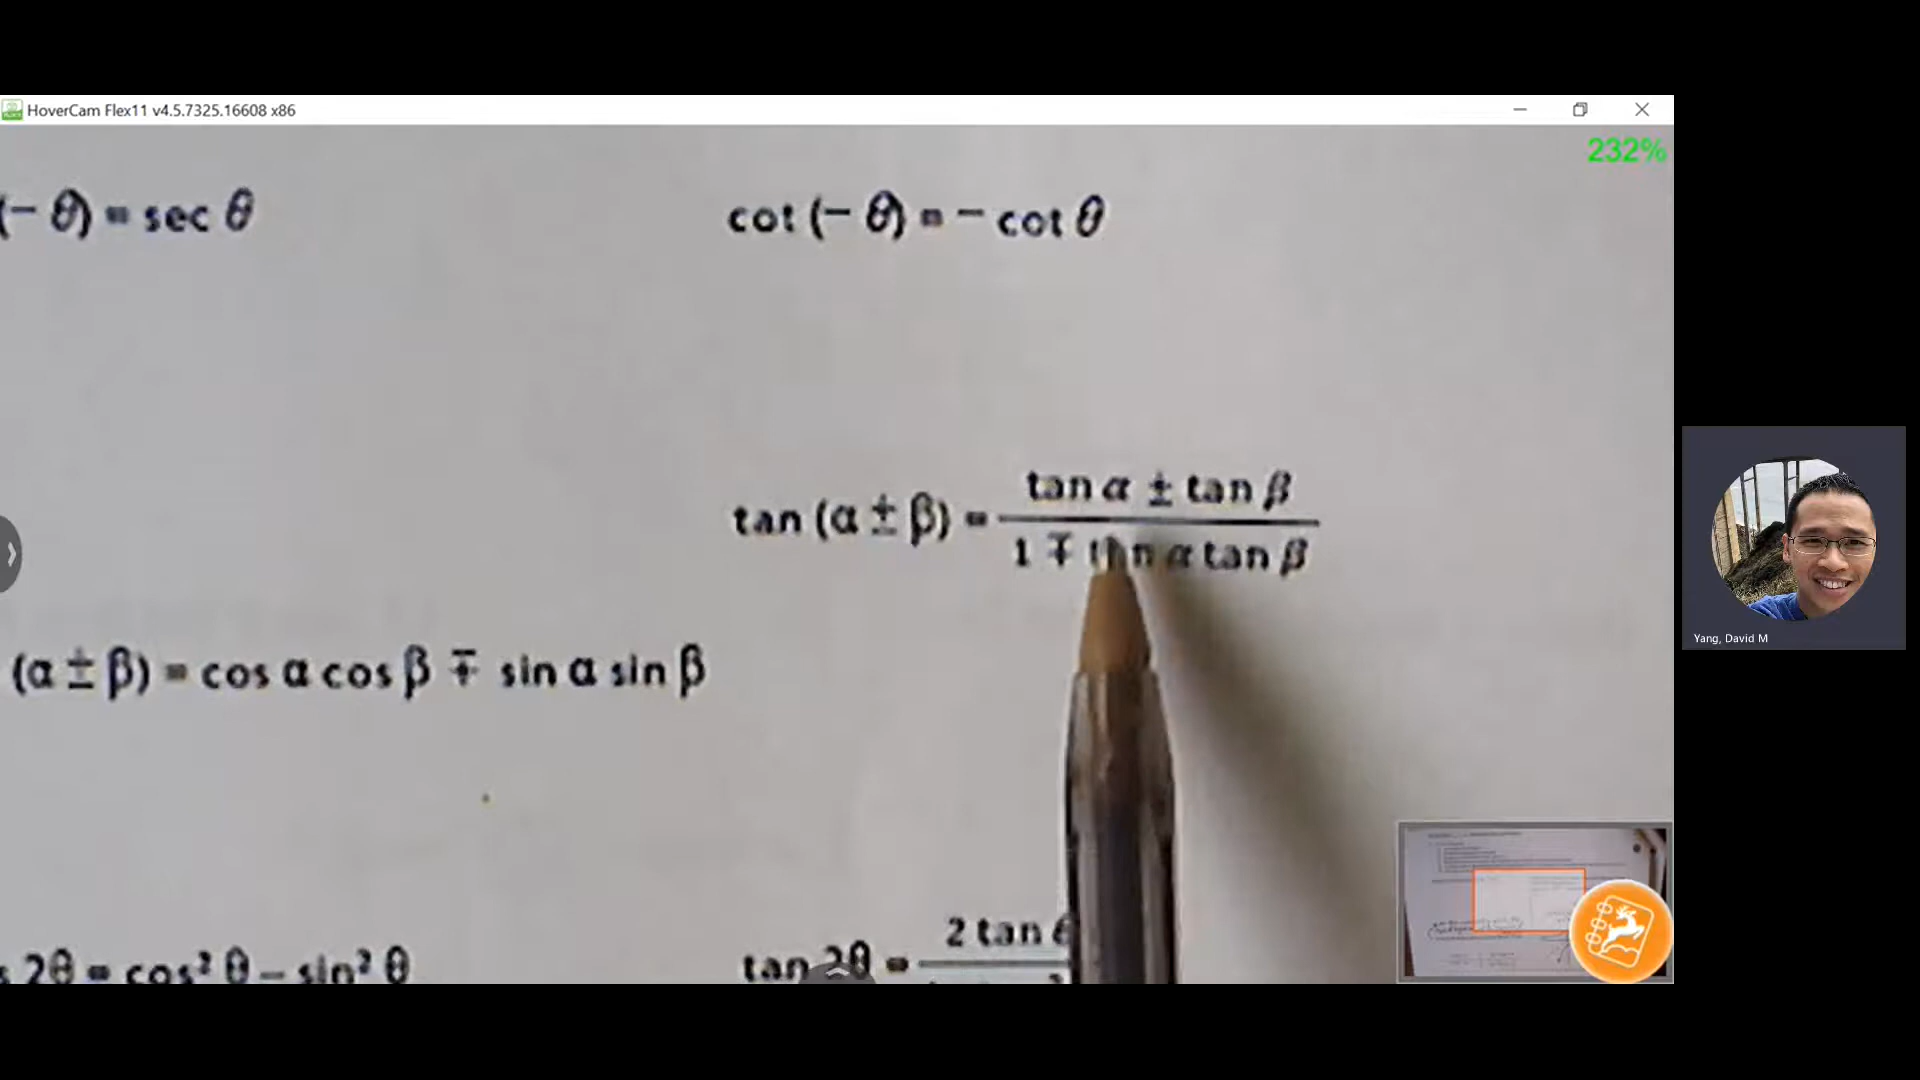 HoverCam Flex11 v4.5.7325.16608 x86
232%
(− θ) = sec θ
cot (− θ) = − cot θ
tan (α ± β) = tan α ± tan β
1 ∓ tan α tan β
(α ± β) = cos α cos β ∓ sin α sin β
2θ = cos² θ − sin² θ
tan 2θ = 2 tan θ
Yang, David M